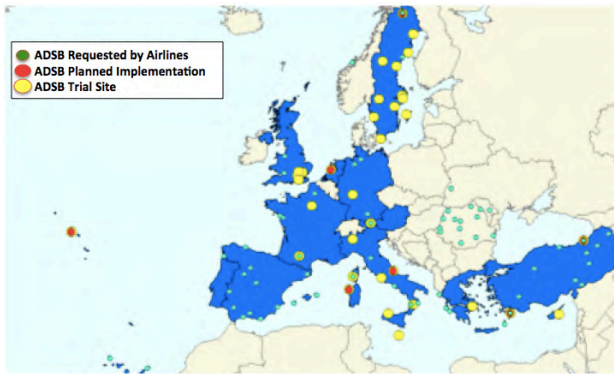 ADSB Requested by Airlines
ADSB Planned Implementation
ADSB Trial Site